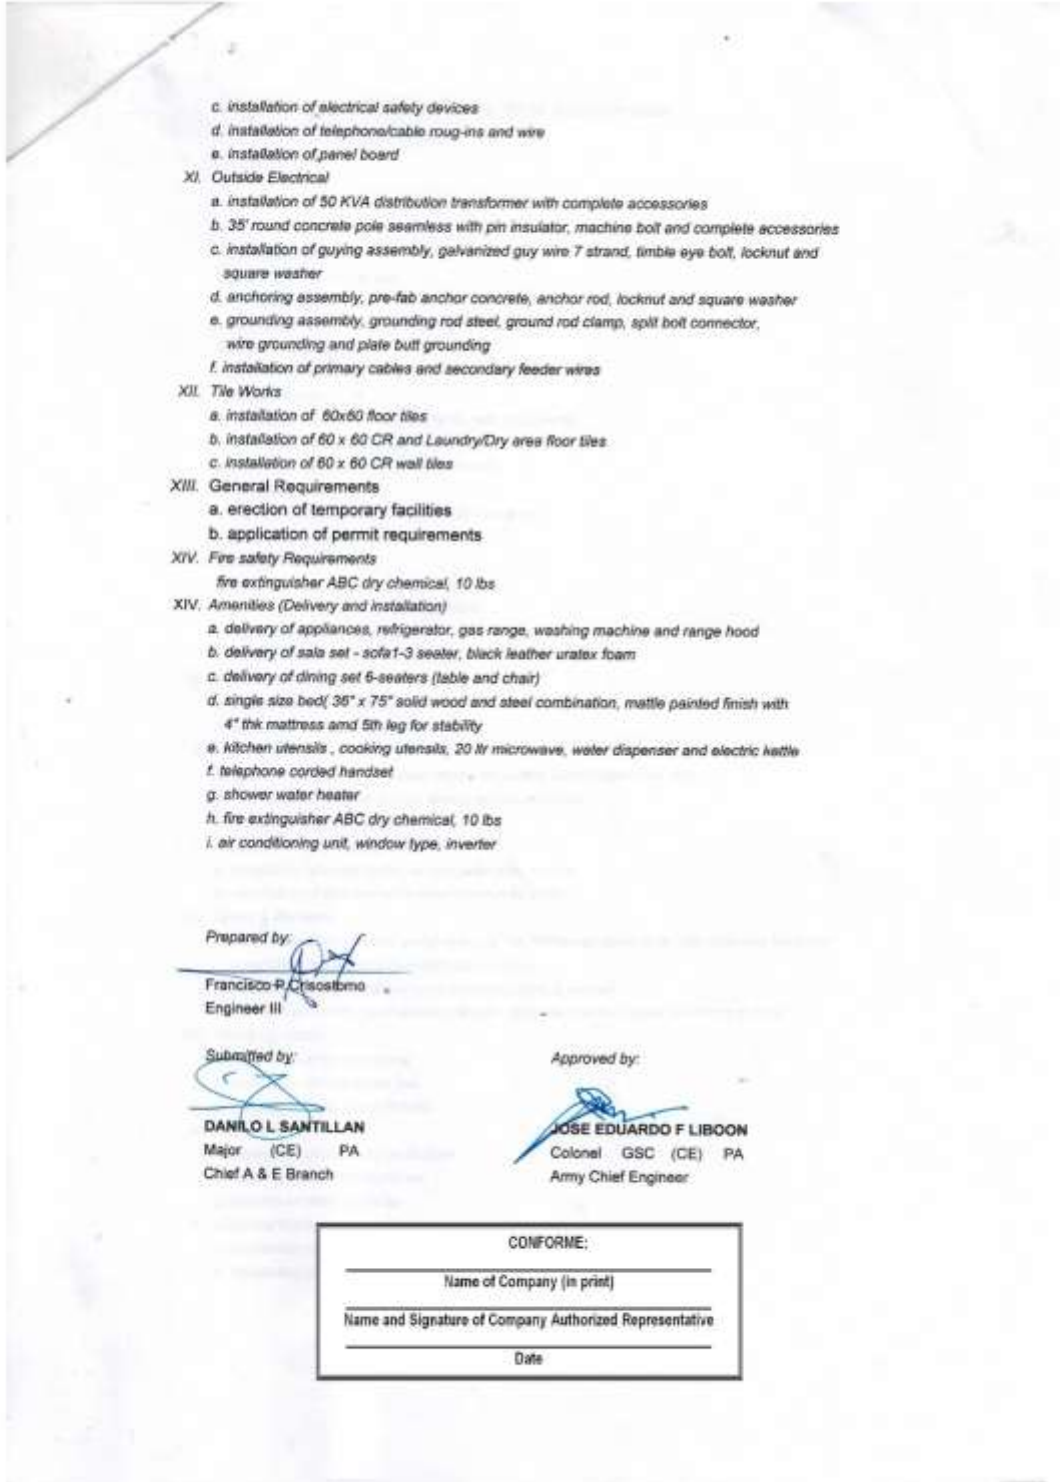 c. installation of electrical safety devices
d. installation of telephone/cable roug-ins and wire
e. installation of panel board
XI. Outside Electrical
a. installation of 50 KVA distribution transformer with complete accessories
b. 35' round concrete pole seamless with pin insulator, machine bolt and complete accessories
c. installation of guying assembly, galvanized guy wire 7 strand, timble eye bolt, locknut and
square washer
d. anchoring assembly, pre-fab anchor concrete, anchor rod, locknut and square washer
e. grounding assembly, grounding rod steel, ground rod clamp, split bolt connector,
wire grounding and plate butt grounding
f. installation of primary cables and secondary feeder wires
XII. Tile Works
a. installation of 60x60 floor tiles
b. installation of 60 x 60 CR and Laundry/Dry area floor tiles
c. installation of 60 x 60 CR wall tiles
XIII. General Requirements
a. erection of temporary facilities
b. application of permit requirements
XIV. Fire safety Requirements
fire extinguisher ABC dry chemical, 10 lbs
XIV. Amenities (Delivery and installation)
a. delivery of appliances, refrigerator, gas range, washing machine and range hood
b. delivery of sala set - sofa1-3 seater, black leather uratex foam
c. delivery of dining set 6-seaters (table and chair)
d. single size bed( 36" x 75" solid wood and steel combination, mattle painted finish with
4" thk mattress amd 5th leg for stability
e. kitchen utensils , cooking utensils, 20 ltr microwave, water dispenser and electric kettle
f. telephone corded handset
g. shower water heater
h. fire extinguisher ABC dry chemical, 10 lbs
i. air conditioning unit, window type, inverter
Prepared by:
Francisco P Crisostomo
Engineer III
Submitted by: Approved by:
DANILO L SANTILLAN JOSE EDUARDO F LIBOON
Major (CE) PA Colonel GSC (CE) PA
Chief A & E Branch Army Chief Engineer
CONFORME:
Name of Company (in print)
Name and Signature of Company Authorized Representative
Date